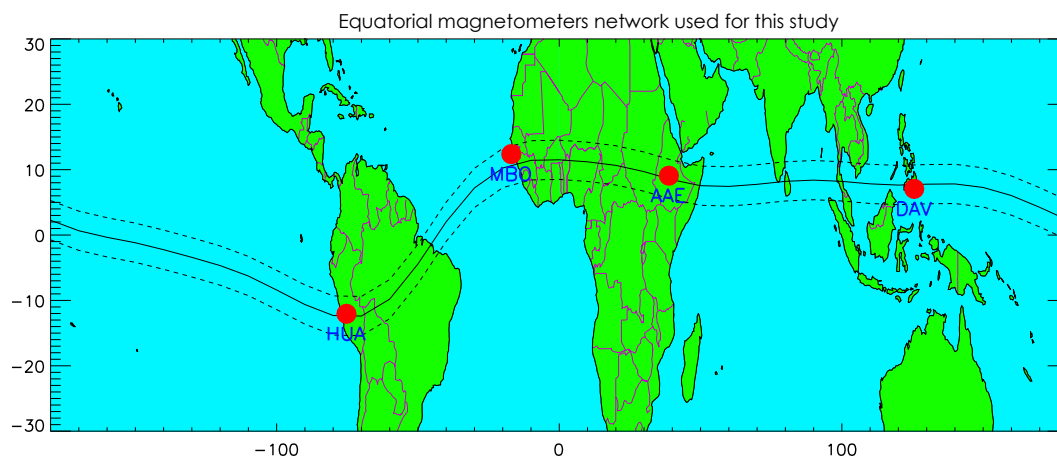 Equatorial magnetometers network used for this study
30
20
10
0
−10
−20
−30
MBO
AAE
DAV
HUA
−100
0
100